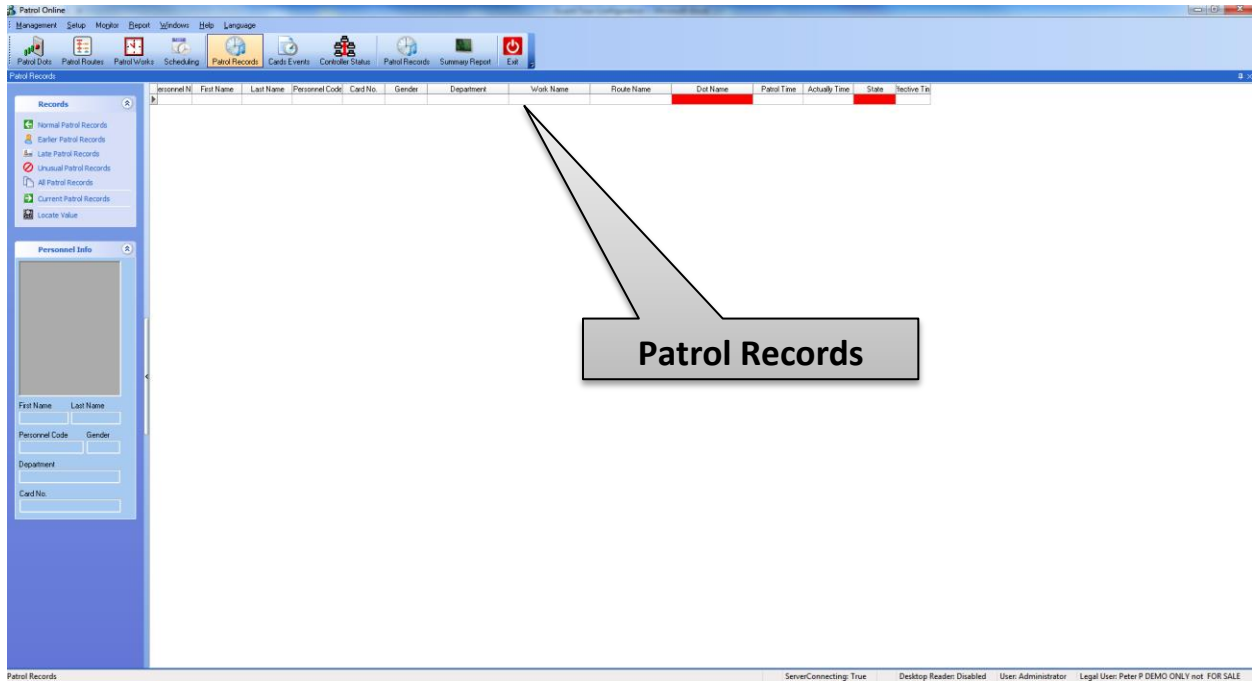 Patrol Online
Management Setup Monitor Report Windows Help Language
Patrol Dots Patrol Routes Patrol Works Scheduling Patrol Records Cards Events Controller Status Patrol Records Summary Report Exit
Patrol Records
ersonnel N First Name Last Name Personnel Code Card No. Gender Department Work Name Route Name Dot Name Patrol Time Actually Time State ffective Tin
Records
Normal Patrol Records
Earlier Patrol Records
Late Patrol Records
Unusual Patrol Records
All Patrol Records
Current Patrol Records
Locate Value
Personnel Info
First Name Last Name
Personnel Code Gender
Department
Card No.
Patrol Records
Patrol Records ServerConnecting: True Desktop Reader: Disabled User: Administrator Legal User: Peter P DEMO ONLY not FOR SALE